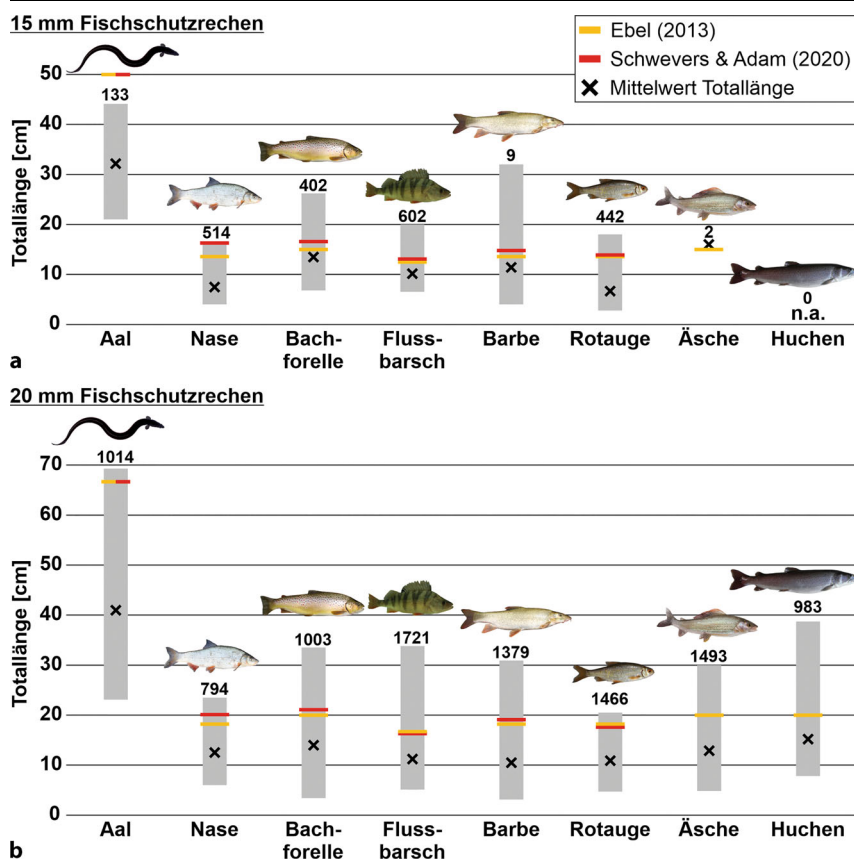 15 mm Fischschutzrechen
Ebel (2013)
Schwevers & Adam (2020)
Mittelwert Totallänge
Totallänge [cm]
50
40
30
20
10
0
133
514
402
602
9
442
2
0
n.a.
Aal
Nase
Bach-
forelle
Fluss-
barsch
Barbe
Rotauge
Äsche
Huchen
a
20 mm Fischschutzrechen
Totallänge [cm]
70
60
50
40
30
20
10
0
1014
794
1003
1721
1379
1466
1493
983
Aal
Nase
Bach-
forelle
Fluss-
barsch
Barbe
Rotauge
Äsche
Huchen
b